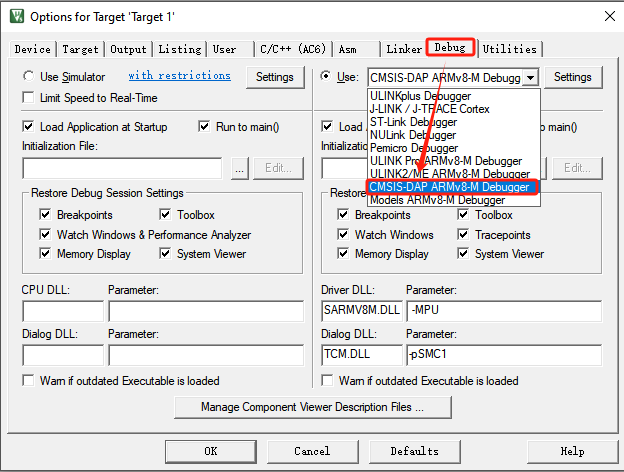 Options for Target 'Target 1'
Device Target Output Listing User C/C++ (AC6) Asm Linker Debug Utilities
Use Simulator with restrictions Settings
Limit Speed to Real-Time
Load Application at Startup Run to main()
Initialization File:
... Edit...
Restore Debug Session Settings
Breakpoints Toolbox
Watch Windows & Performance Analyzer
Memory Display System Viewer
CPU DLL: Parameter:
Dialog DLL: Parameter:
Warn if outdated Executable is loaded
Use: CMSIS-DAP ARMv8-M Debugg Settings
ULINKplus Debugger
J-LINK / J-TRACE Cortex
ST-Link Debugger
NULink Debugger
Pemicro Debugger
ULINK Pro ARMv8-M Debugger
ULINK2/ME ARMv8-M Debugger
CMSIS-DAP ARMv8-M Debugger
Models ARMv8-M Debugger
Load main()
Initializatio
Edit...
Restore
Breakpoints Toolbox
Watch Windows Tracepoints
Memory Display System Viewer
Driver DLL: Parameter:
SARMV8M.DLL -MPU
Dialog DLL: Parameter:
TCM.DLL -pSMC1
Warn if outdated Executable is loaded
Manage Component Viewer Description Files ...
OK Cancel Defaults Help